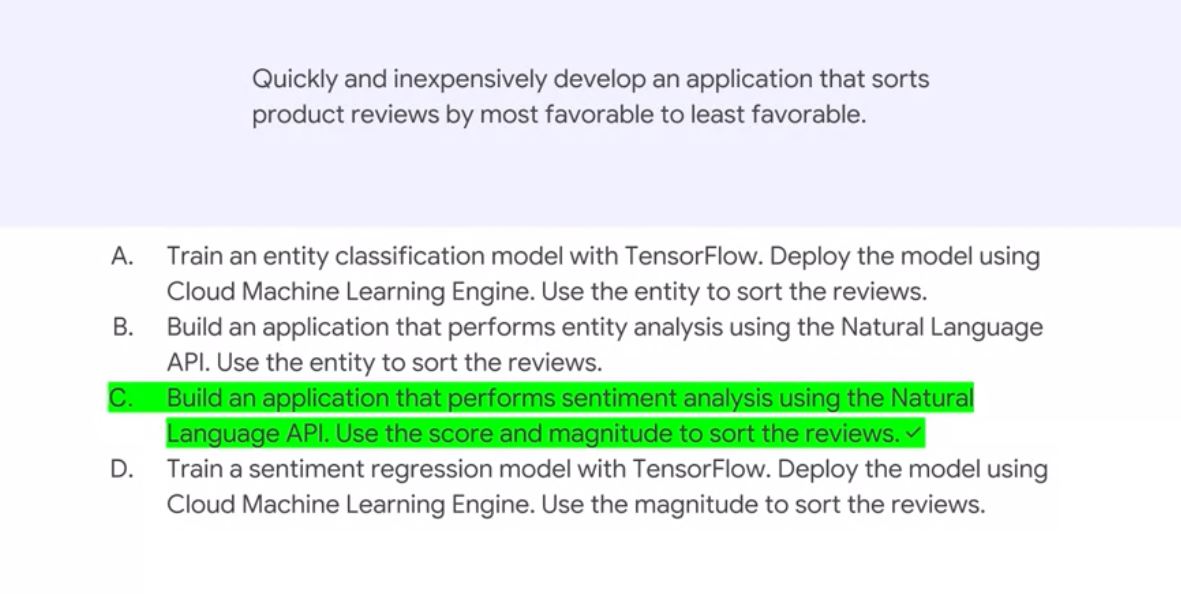 Quickly and inexpensively develop an application that sorts
product reviews by most favorable to least favorable.
A. Train an entity classification model with TensorFlow. Deploy the model using
Cloud Machine Learning Engine. Use the entity to sort the reviews.
B. Build an application that performs entity analysis using the Natural Language
API. Use the entity to sort the reviews.
C. Build an application that performs sentiment analysis using the Natural
Language API. Use the score and magnitude to sort the reviews. ✓
D. Train a sentiment regression model with TensorFlow. Deploy the model using
Cloud Machine Learning Engine. Use the magnitude to sort the reviews.